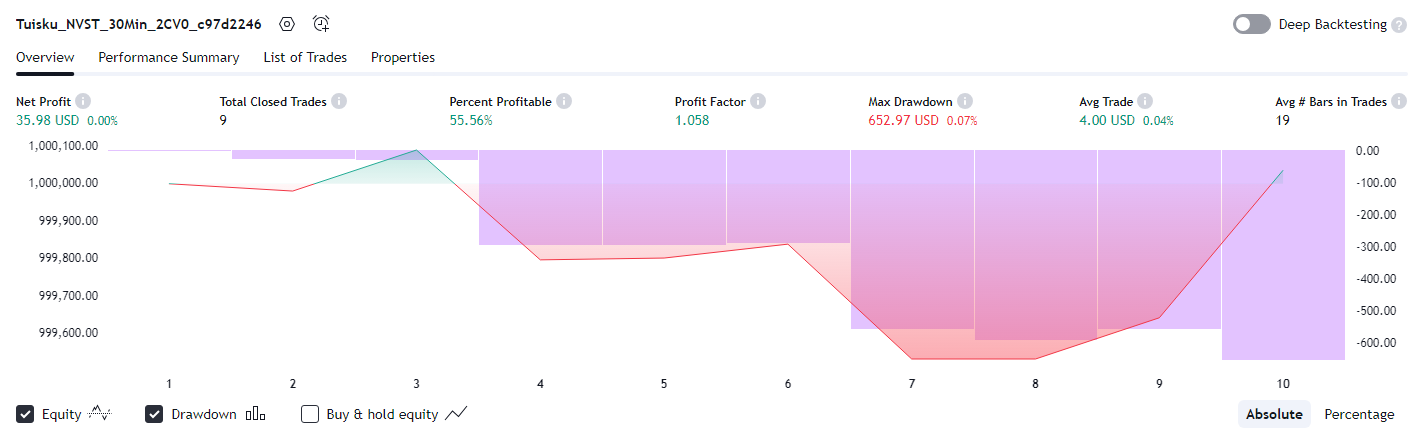 Tuisku_NVST_30Min_2CV0_c97d2246 Deep Backtesting ?
Overview Performance Summary List of Trades Properties
Net Profit Total Closed Trades Percent Profitable Profit Factor Max Drawdown Avg Trade Avg # Bars in Trades
35.98 USD 0.00% 9 55.56% 1.058 652.97 USD 0.07% 4.00 USD 0.04% 19
1,000,100.00 0.00
1,000,000.00 -100.00
999,900.00 -200.00
999,800.00 -300.00
999,700.00 -400.00
999,600.00 -500.00
-600.00
1 2 3 4 5 6 7 8 9 10
Equity Drawdown Buy & hold equity Absolute Percentage